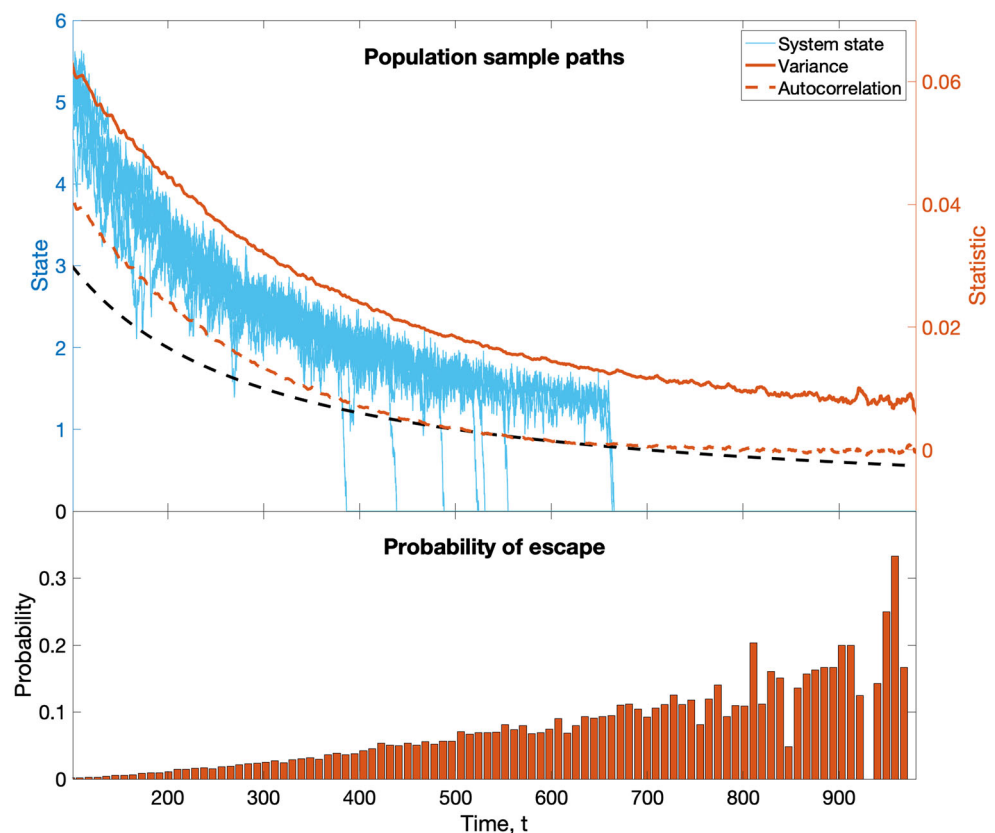 Population sample paths
System state
Variance
Autocorrelation
6
5
4
3
2
1
0
State
0.06
0.04
0.02
0
Statistic
Probability of escape
0.3
0.2
0.1
0
Probability
200 300 400 500 600 700 800 900
Time, t